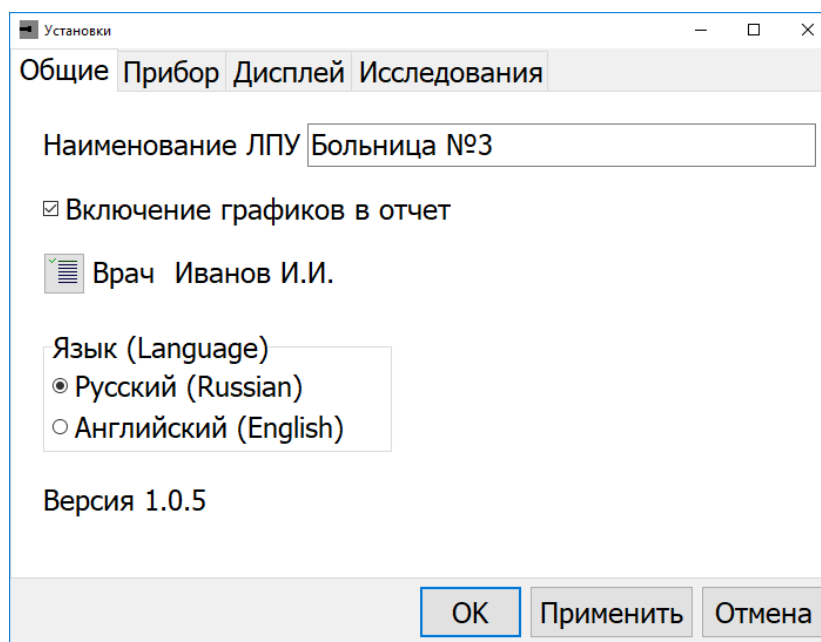 Установки
Общие Прибор Дисплей Исследования
Наименование ЛПУ Больница №3
Включение графиков в отчет
Врач Иванов И.И.
Язык (Language)
Русский (Russian)
Английский (English)
Версия 1.0.5
OK Применить Отмена